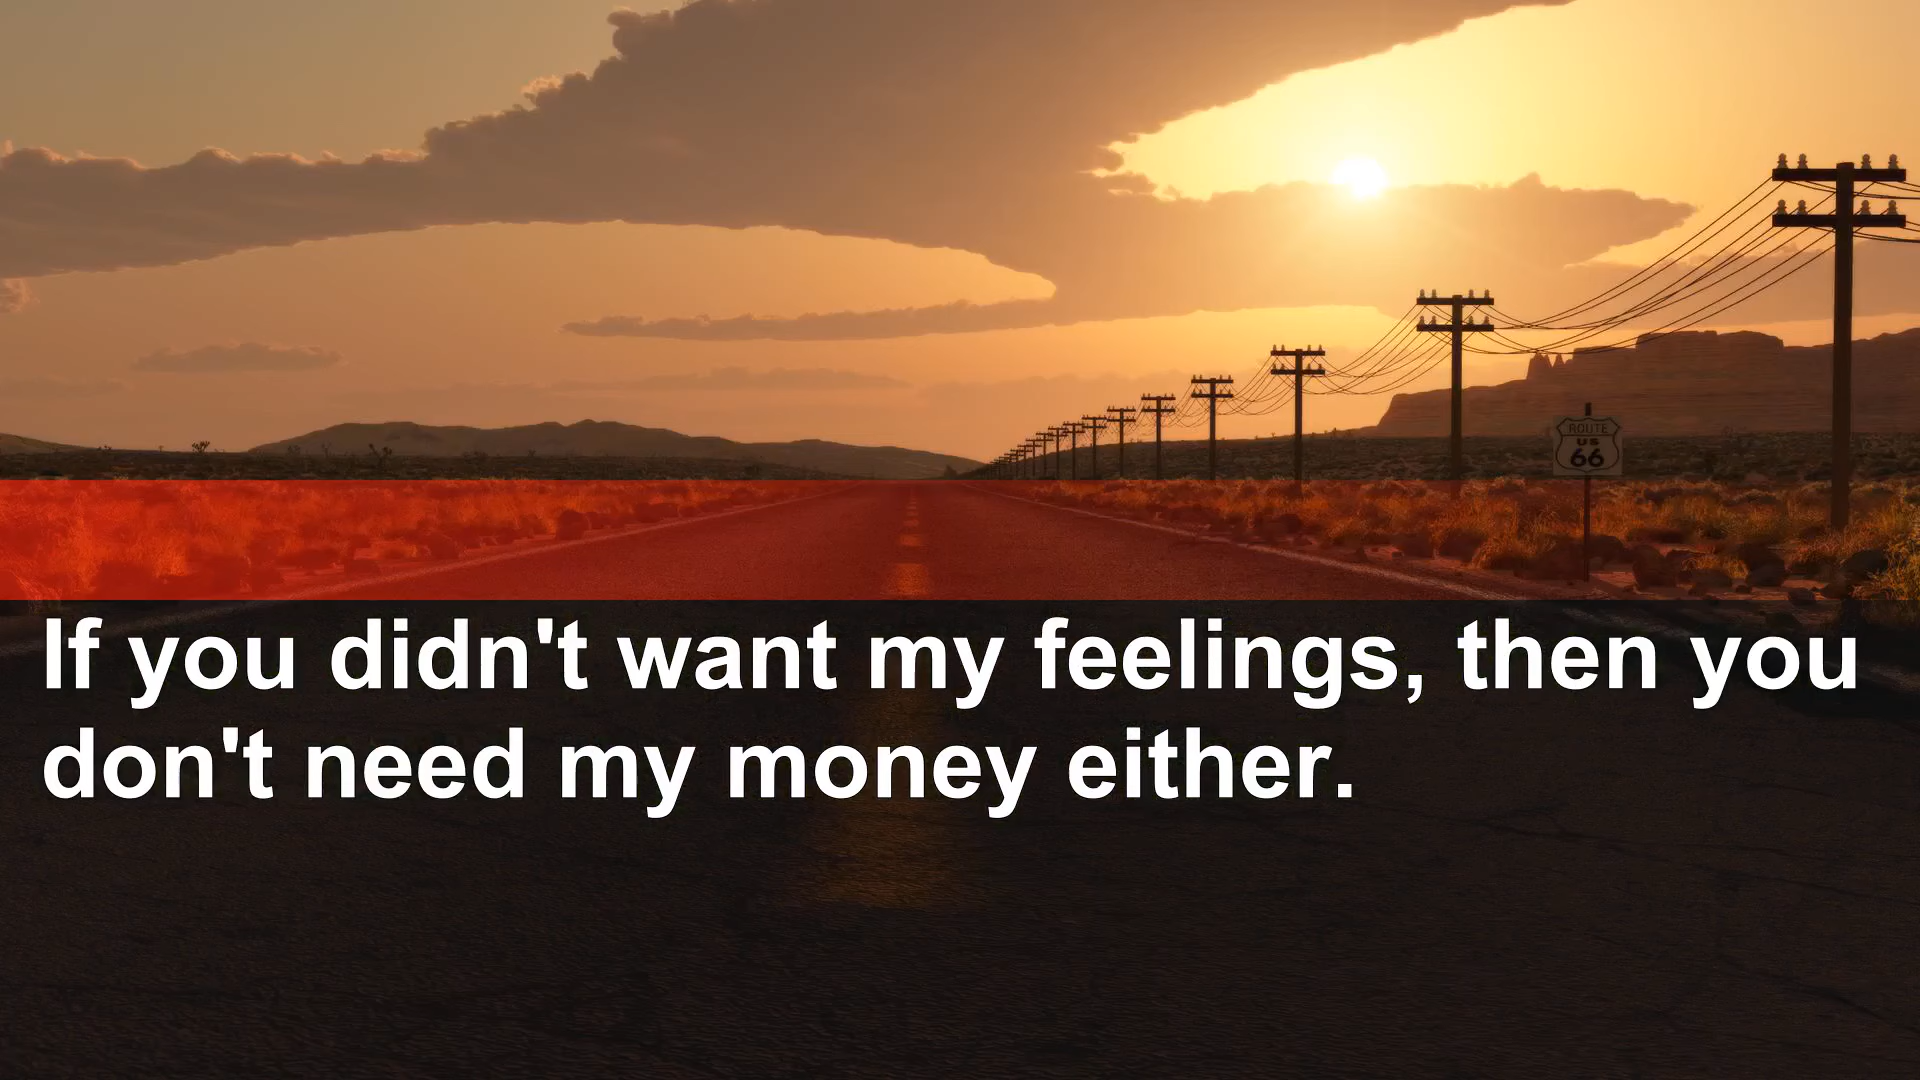 ROUTE
US
66
If you didn't want my feelings, then you
don't need my money either.